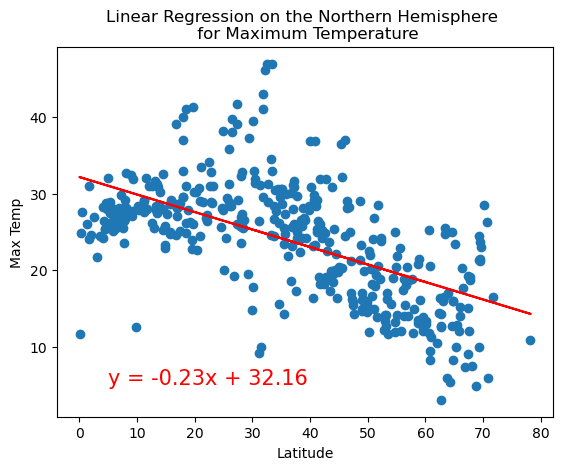 Linear Regression on the Northern Hemisphere
for Maximum Temperature
40
30
20
10
Max Temp
y = -0.23x + 32.16
0 10 20 30 40 50 60 70 80
Latitude